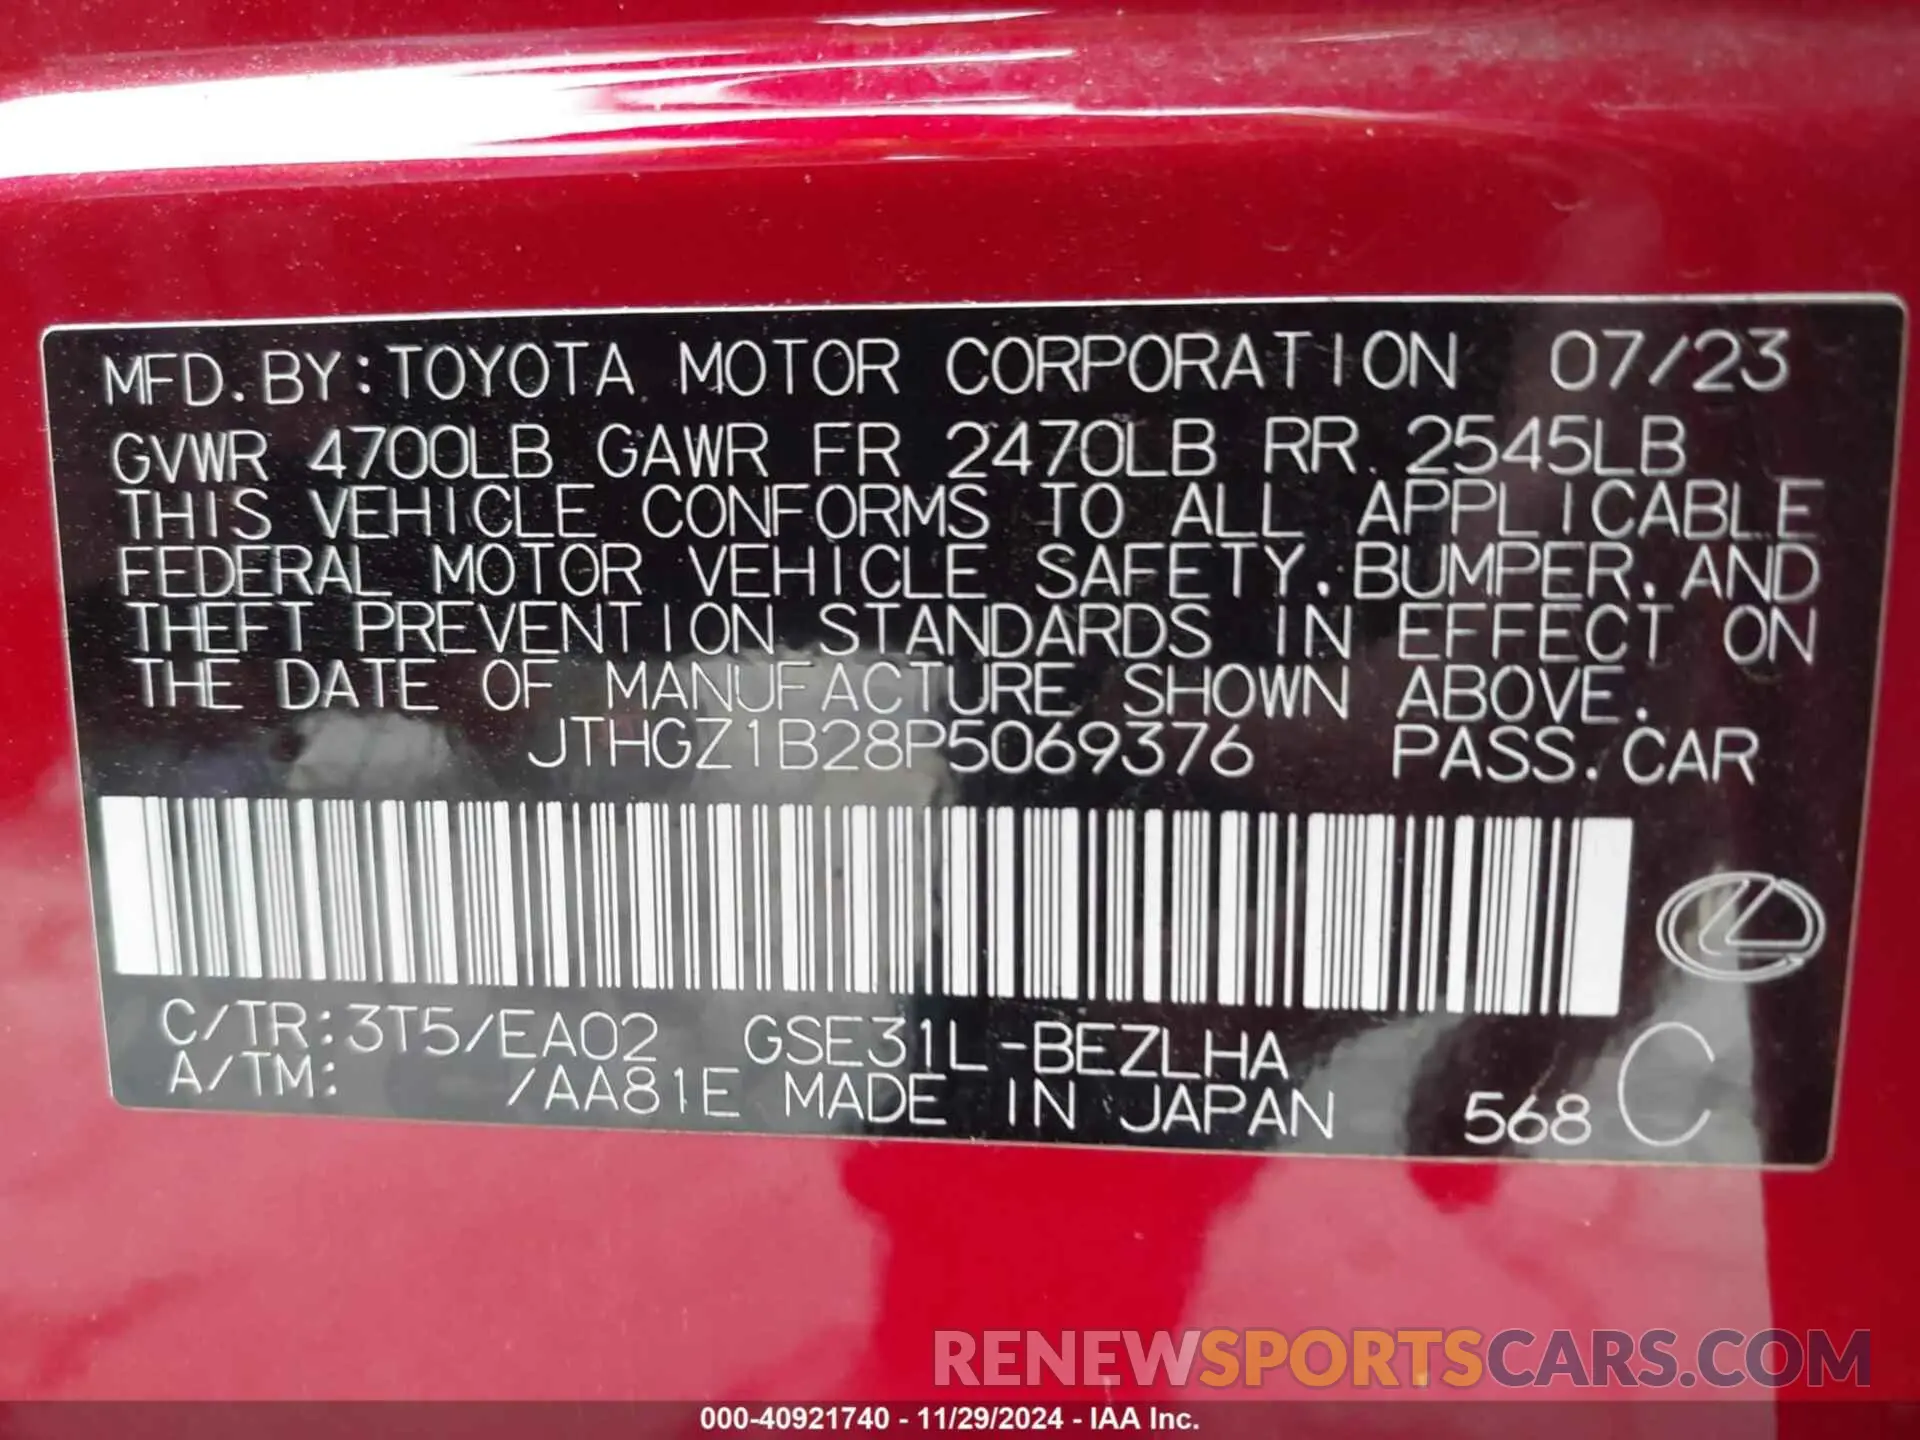 MFD. BY: TOYOTA MOTOR CORPORATION 07/23
GVWR 4700LB GAWR FR 2470LB RR 2545LB
THIS VEHICLE CONFORMS TO ALL APPLICABLE
FEDERAL MOTOR VEHICLE SAFETY, BUMPER, AND
THEFT PREVENTION STANDARDS IN EFFECT ON
THE DATE OF MANUFACTURE SHOWN ABOVE.
JTHGZ1B28P5069376 PASS. CAR
C/TR: 3T5/EA02 GSE31L-BEZLHA
A/TM: /AA81E MADE IN JAPAN 568 C
RENEWSPORTSCARS.COM
000-40921740 - 11/29/2024 - IAA Inc.